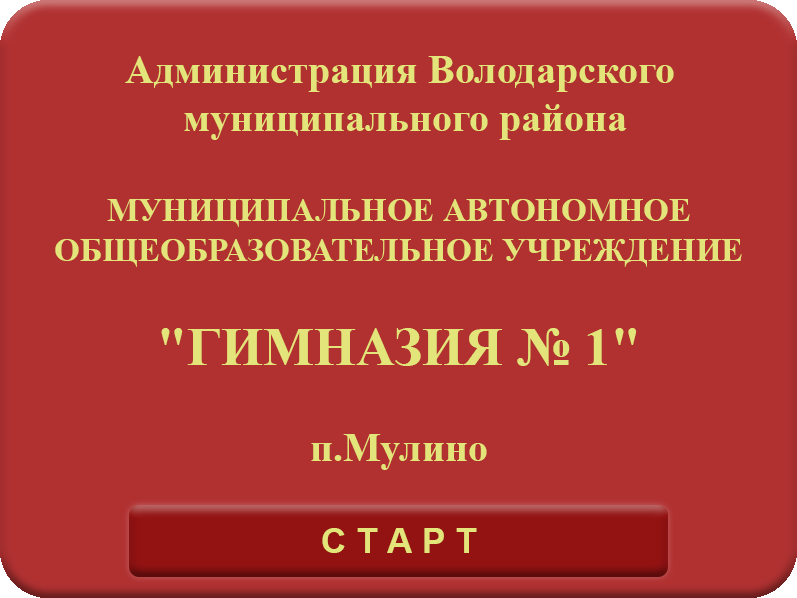 Администрация Володарского
муниципального района
МУНИЦИПАЛЬНОЕ АВТОНОМНОЕ
ОБЩЕОБРАЗОВАТЕЛЬНОЕ УЧРЕЖДЕНИЕ
"ГИМНАЗИЯ № 1"
п.Мулино
СТАРТ